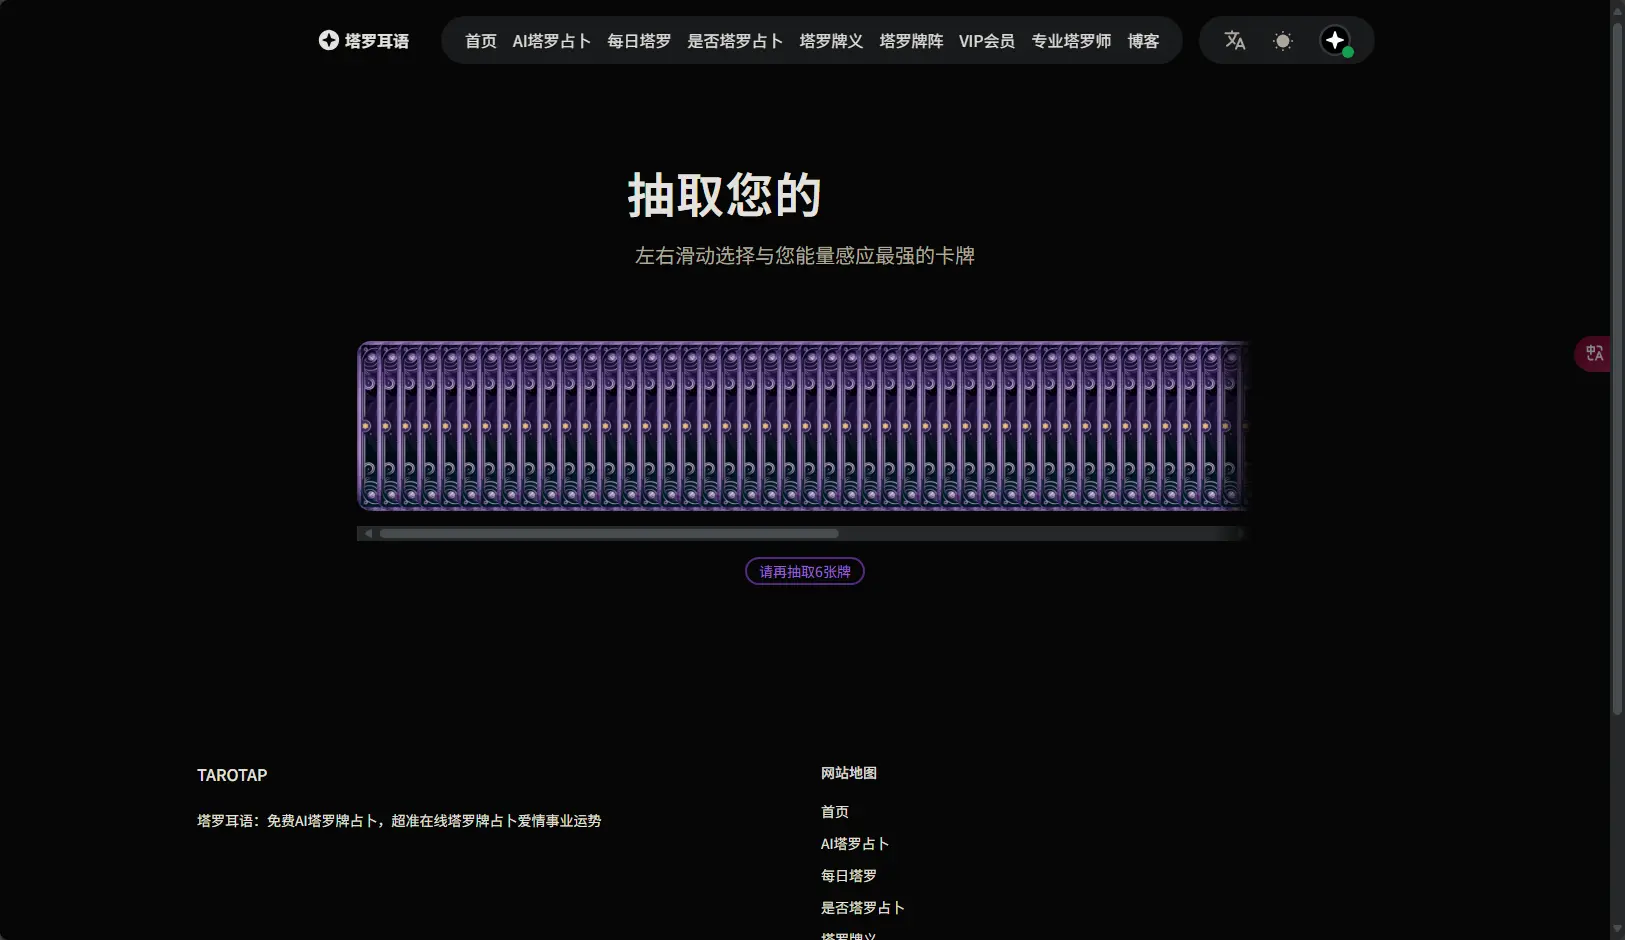 塔罗耳语
首页 AI塔罗占卜 每日塔罗 是否塔罗占卜 塔罗牌义 塔罗牌阵 VIP会员 专业塔罗师 博客
抽取您的
左右滑动选择与您能量感应最强的卡牌
请再抽取6张牌
TAROTAP
塔罗耳语：免费AI塔罗牌占卜，超准在线塔罗牌占卜爱情事业运势
网站地图
首页
AI塔罗占卜
每日塔罗
是否塔罗占卜
塔罗牌义